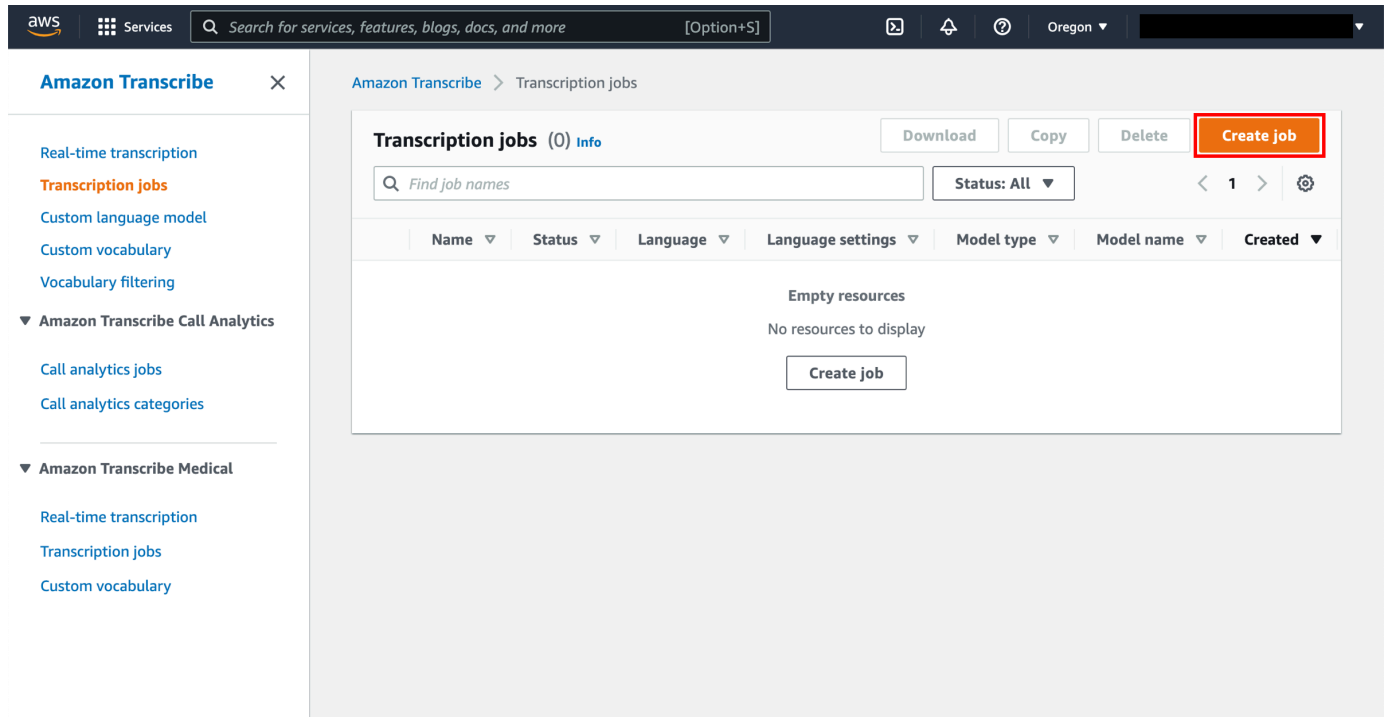 aws Services Search for services, features, blogs, docs, and more [Option+S] Oregon
Amazon Transcribe
Real-time transcription
Transcription jobs
Custom language model
Custom vocabulary
Vocabulary filtering
Amazon Transcribe Call Analytics
Call analytics jobs
Call analytics categories
Amazon Transcribe Medical
Real-time transcription
Transcription jobs
Custom vocabulary
Amazon Transcribe > Transcription jobs
Transcription jobs (0) Info Download Copy Delete Create job
Find job names Status: All 1
Name Status Language Language settings Model type Model name Created
Empty resources
No resources to display
Create job